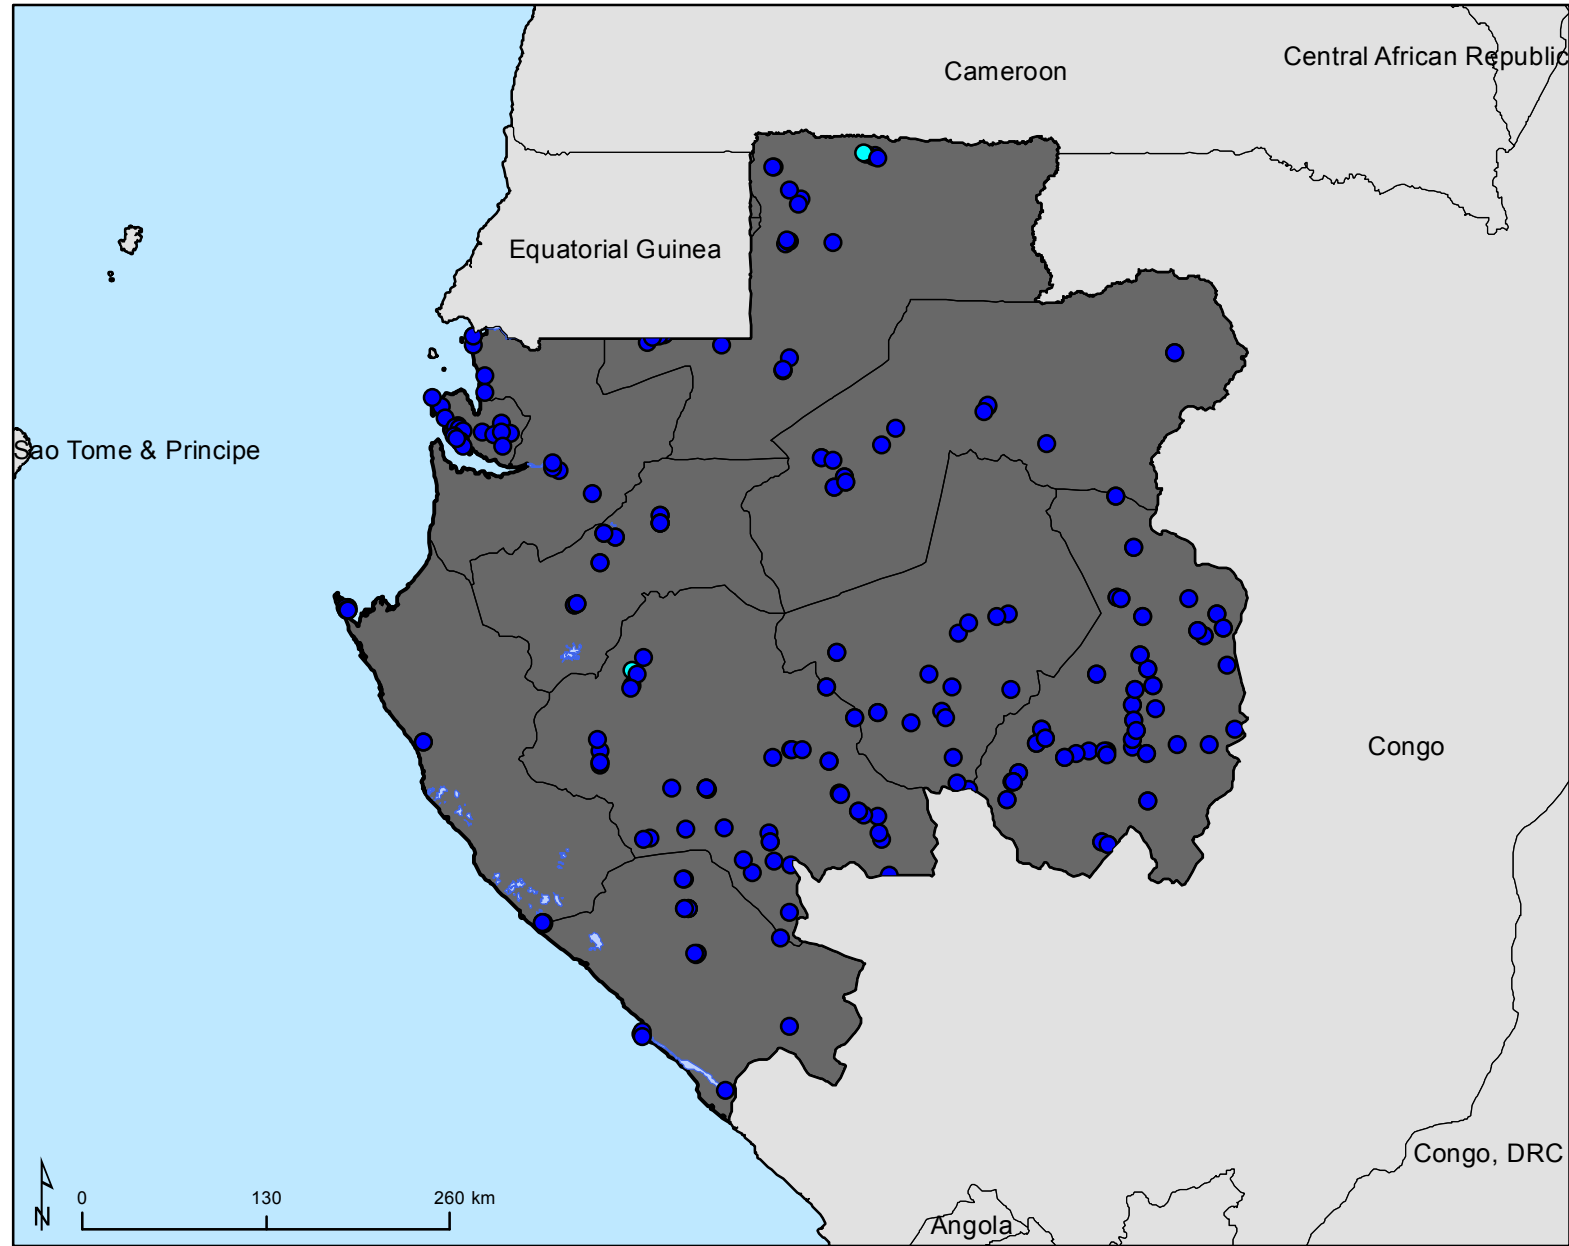 Central African Republic
Cameroon
Equatorial Guinea
Sao Tome & Principe
Congo
Congo, DRC
Angola
N
0 130 260 km